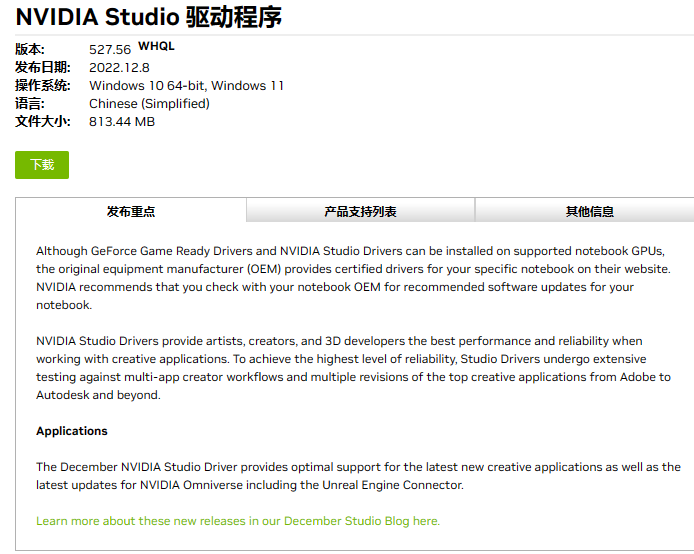 NVIDIA Studio 驱动程序
版本: 527.56 WHQL
发布日期: 2022.12.8
操作系统: Windows 10 64-bit, Windows 11
语言: Chinese (Simplified)
文件大小: 813.44 MB
下载
发布重点 产品支持列表 其他信息
Although GeForce Game Ready Drivers and NVIDIA Studio Drivers can be installed on supported notebook GPUs,
the original equipment manufacturer (OEM) provides certified drivers for your specific notebook on their website.
NVIDIA recommends that you check with your notebook OEM for recommended software updates for your
notebook.
NVIDIA Studio Drivers provide artists, creators, and 3D developers the best performance and reliability when
working with creative applications. To achieve the highest level of reliability, Studio Drivers undergo extensive
testing against multi-app creator workflows and multiple revisions of the top creative applications from Adobe to
Autodesk and beyond.
Applications
The December NVIDIA Studio Driver provides optimal support for the latest new creative applications as well as the
latest updates for NVIDIA Omniverse including the Unreal Engine Connector.
Learn more about these new releases in our December Studio Blog here.